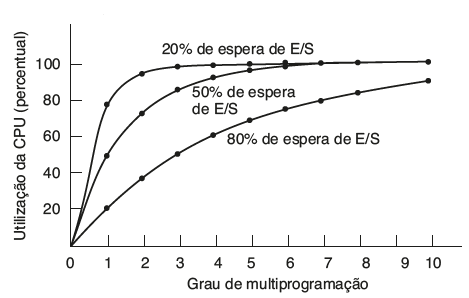 Utilização da CPU (percentual)
100
80
60
40
20
20% de espera de E/S
50% de espera
de E/S
80% de espera de E/S
0 1 2 3 4 5 6 7 8 9 10
Grau de multiprogramação